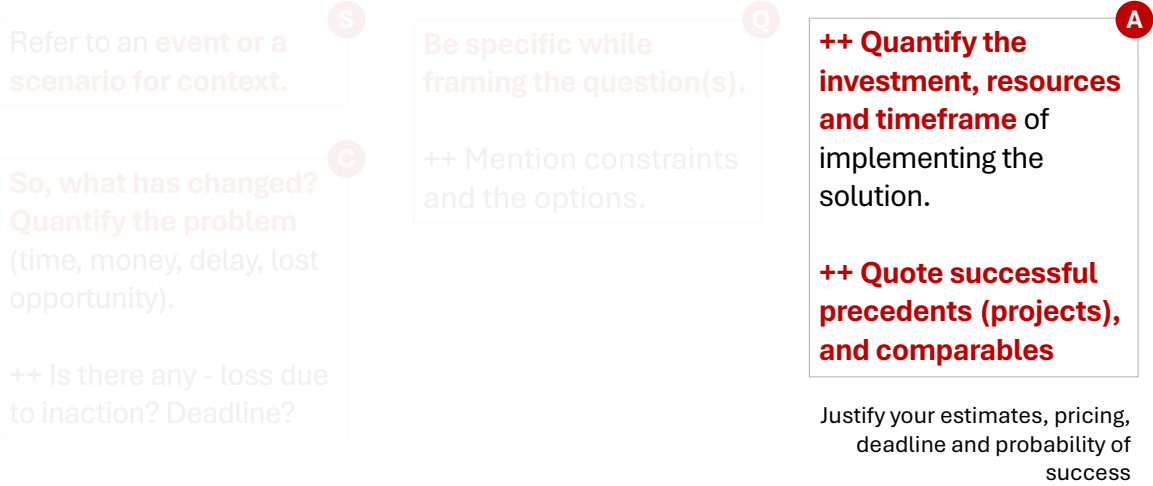 S
Refer to an event or a
scenario for context.
C
So, what has changed?
Quantify the problem
(time, money, delay, lost
opportunity).
++ Is there any - loss due
to inaction? Deadline?
Q
Be specific while
framing the question(s).
++ Mention constraints
and the options.
A
++ Quantify the
investment, resources
and timeframe of
implementing the
solution.
++ Quote successful
precedents (projects),
and comparables
Justify your estimates, pricing,
deadline and probability of
success